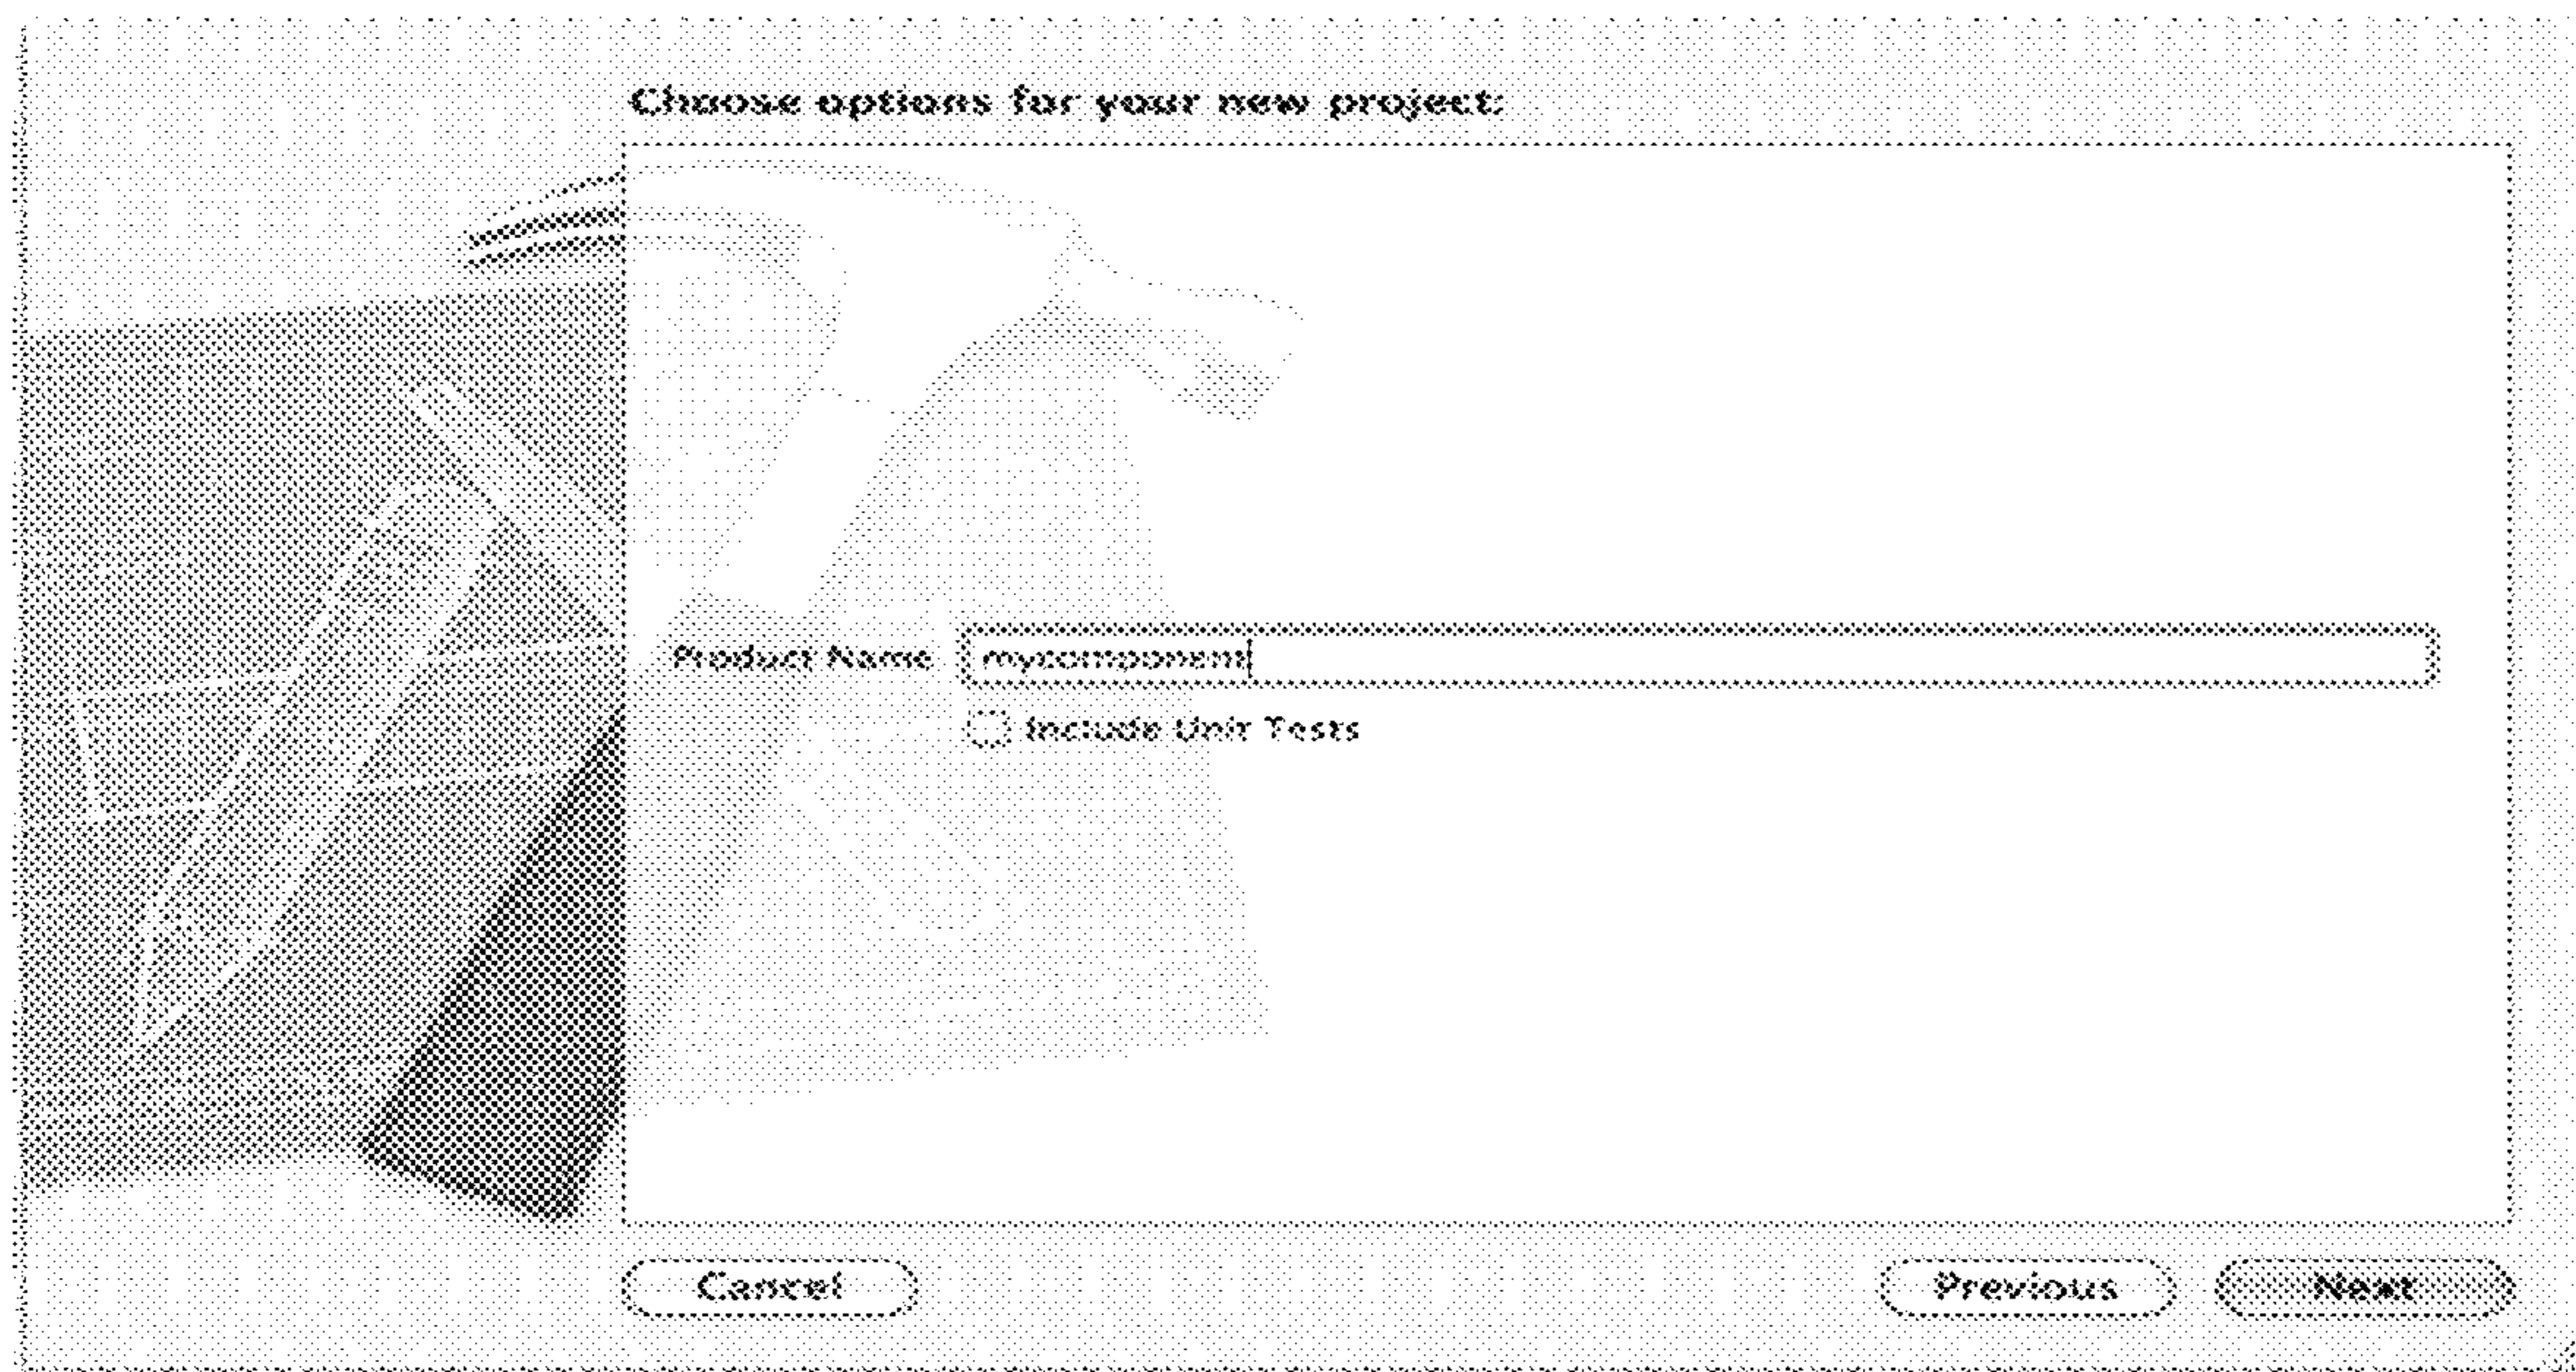 Choose options for your new project:
Product Name mycomponent
Include Unit Tests
Cancel Previous Next